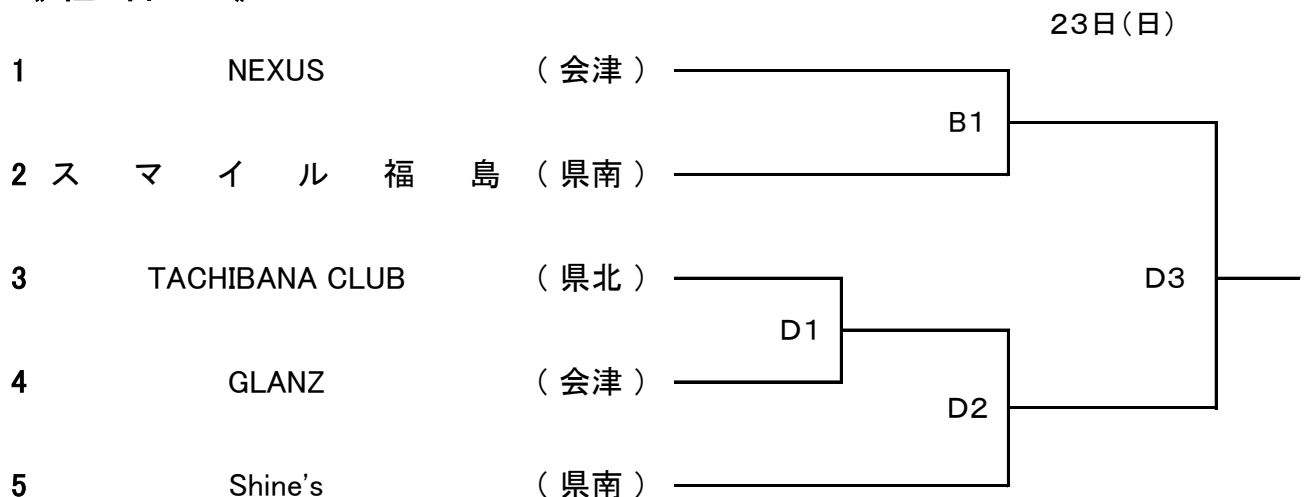 23日(日)
1 NEXUS ( 会津 )
B1
2 スマイル福島 ( 県南 )
3 TACHIBANA CLUB ( 県北 )
D3
D1
4 GLANZ ( 会津 )
D2
5 Shine's ( 県南 )